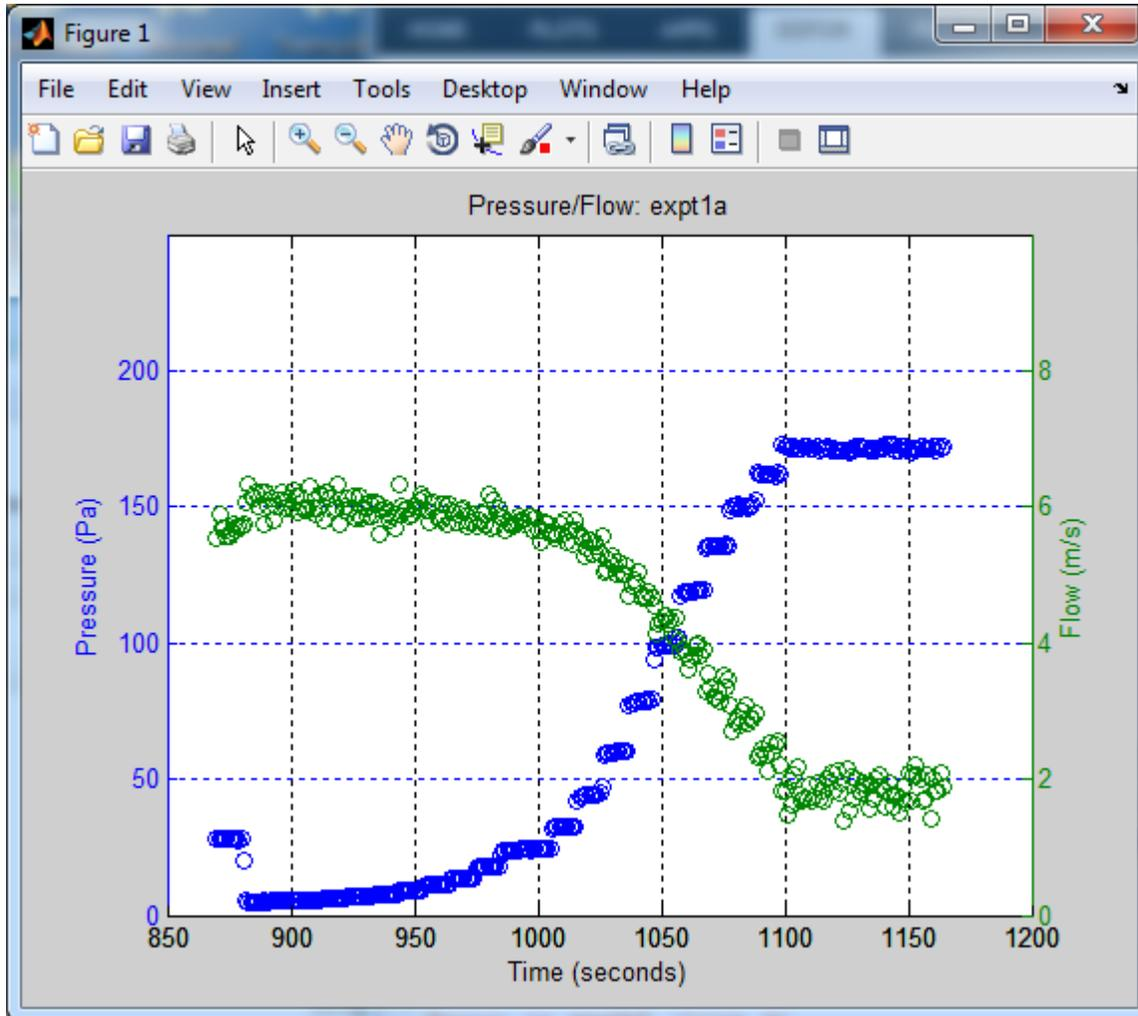 Figure 1
File Edit View Insert Tools Desktop Window Help
Pressure/Flow: expt1a
Pressure (Pa)
200
150
100
50
0
8
6
4
2
0
Flow (m/s)
850 900 950 1000 1050 1100 1150 1200
Time (seconds)